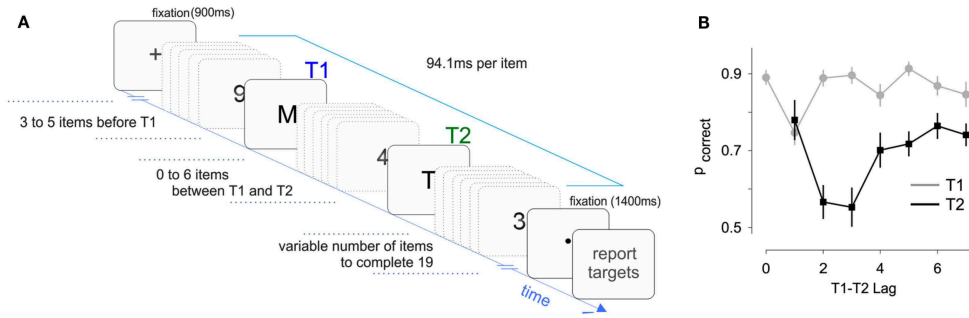 A
fixation (900ms)
+
9
T1
M
94.1ms per item
3 to 5 items before T1
4
T2
T
0 to 6 items
between T1 and T2
3
fixation (1400ms)
•
report
targets
variable number of items
to complete 19
time
B
0.9
0.7
0.5
p correct
T1
T2
0 2 4 6
T1-T2 Lag